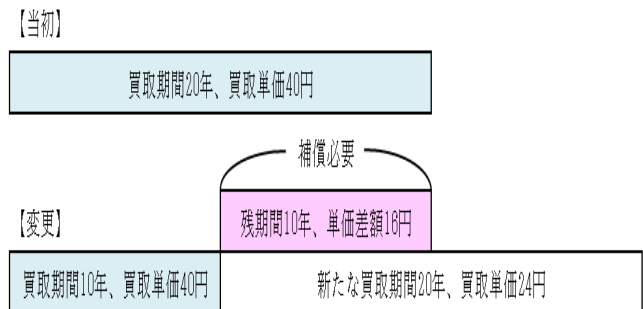 【当初】
買取期間20年、買取単価40円
補償必要
【変更】
残期間10年、単価差額16円
買取期間10年、買取単価40円
新たな買取期間20年、買取単価24円